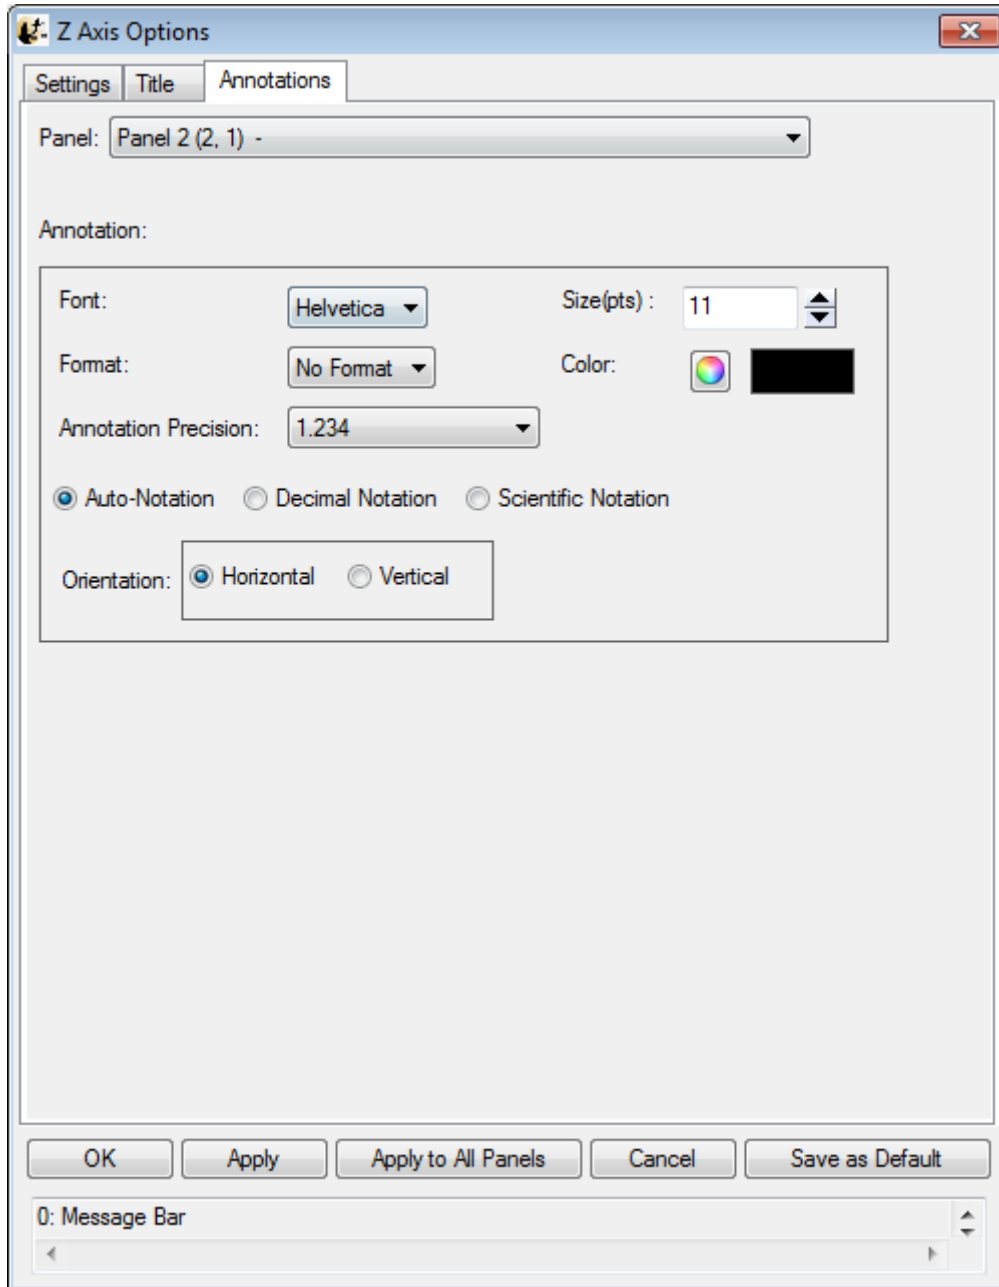 Z Axis Options
Settings Title Annotations
Panel: Panel 2 (2, 1) -
Annotation:
Font: Helvetica Size(pts) : 11
Format: No Format Color:
Annotation Precision: 1.234
Auto-Notation Decimal Notation Scientific Notation
Orientation: Horizontal Vertical
OK Apply Apply to All Panels Cancel Save as Default
0: Message Bar